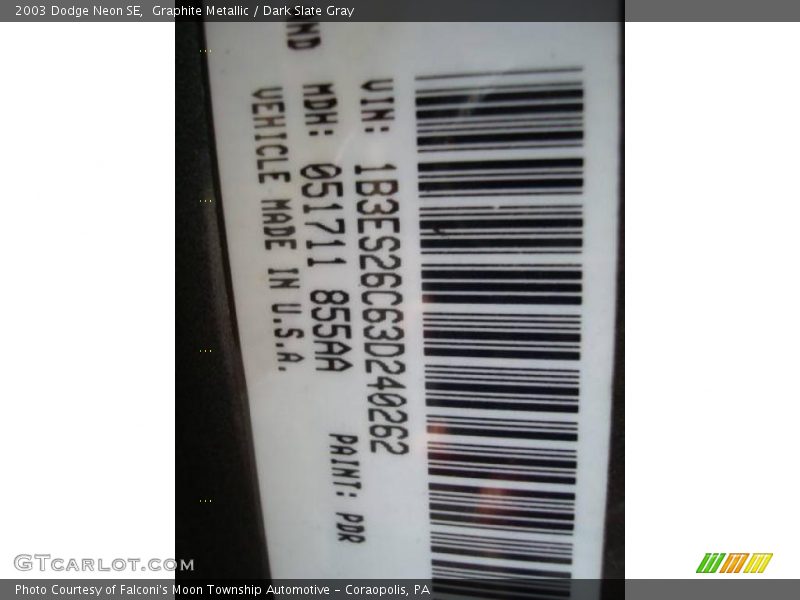 2003 Dodge Neon SE,  Graphite Metallic / Dark Slate Gray
VIN: 1B3ES26C63D240262
MDH: 051711 855AA PAINT: PDR
VEHICLE MADE IN U.S.A.
GTCARLOT.COM
Photo Courtesy of Falconi's Moon Township Automotive - Coraopolis, PA